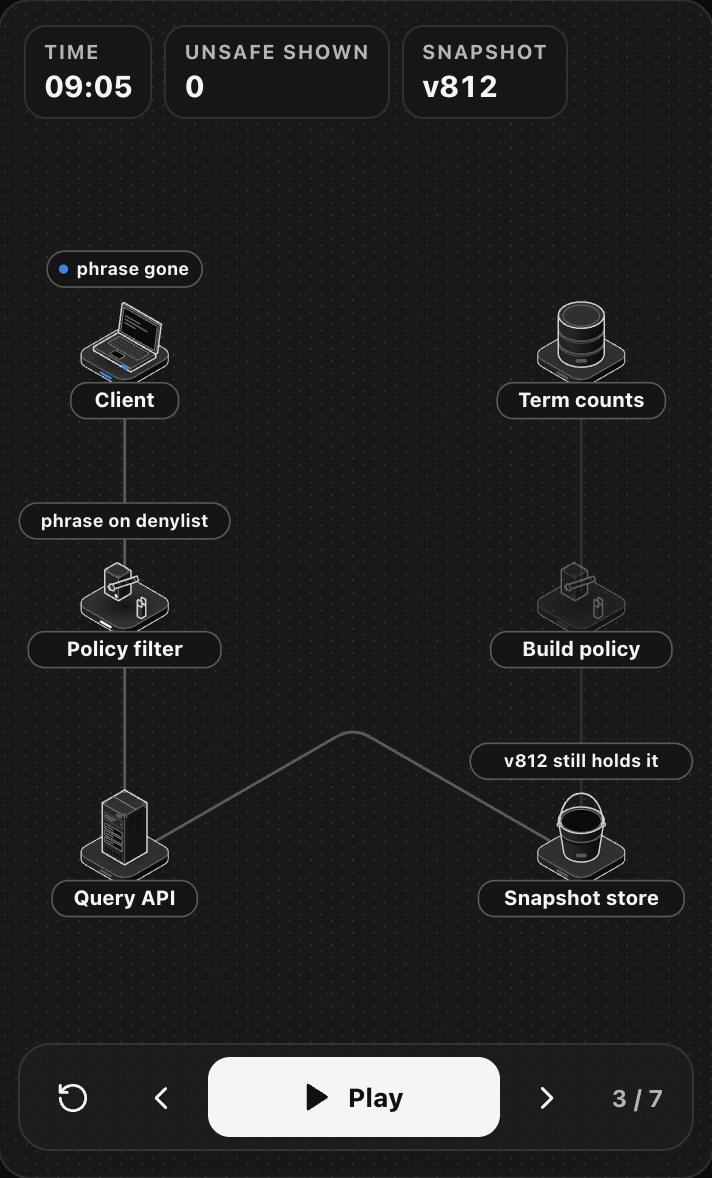 TIME
09:05
UNSAFE SHOWN
0
SNAPSHOT
v812
phrase gone
Client
Term counts
phrase on denylist
Policy filter
Build policy
v812 still holds it
Query API
Snapshot store
Play
3 / 7